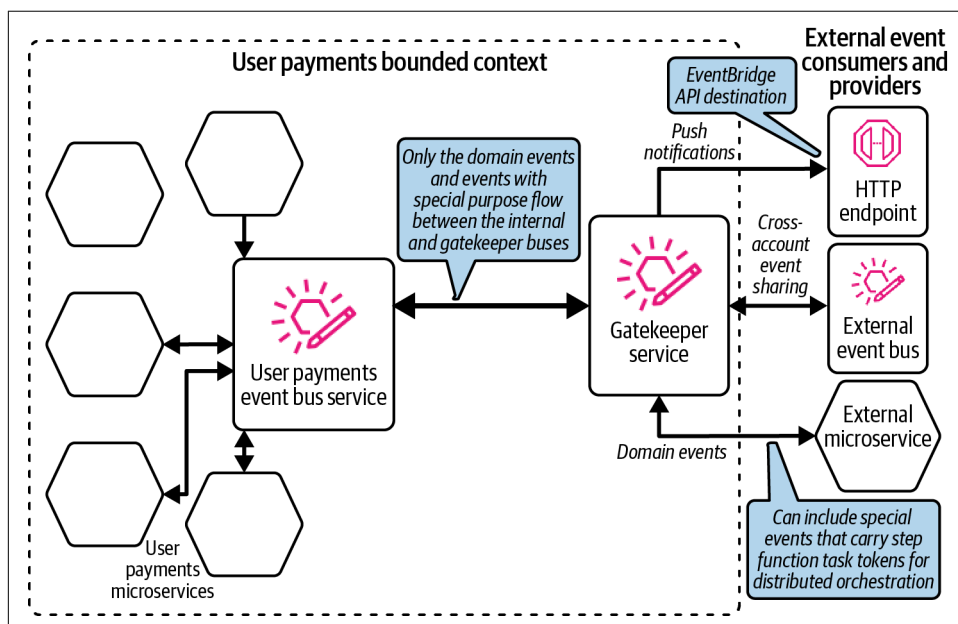 User payments bounded context
External event
consumers and
providers
EventBridge
API destination
Push
notifications
HTTP
endpoint
Only the domain events
and events with
special purpose flow
between the internal
and gatekeeper buses
Cross-
account
event
sharing
User payments
event bus service
Gatekeeper
service
External
event bus
External
microservice
Domain events
User
payments
microservices
Can include special
events that carry step
function task tokens for
distributed orchestration